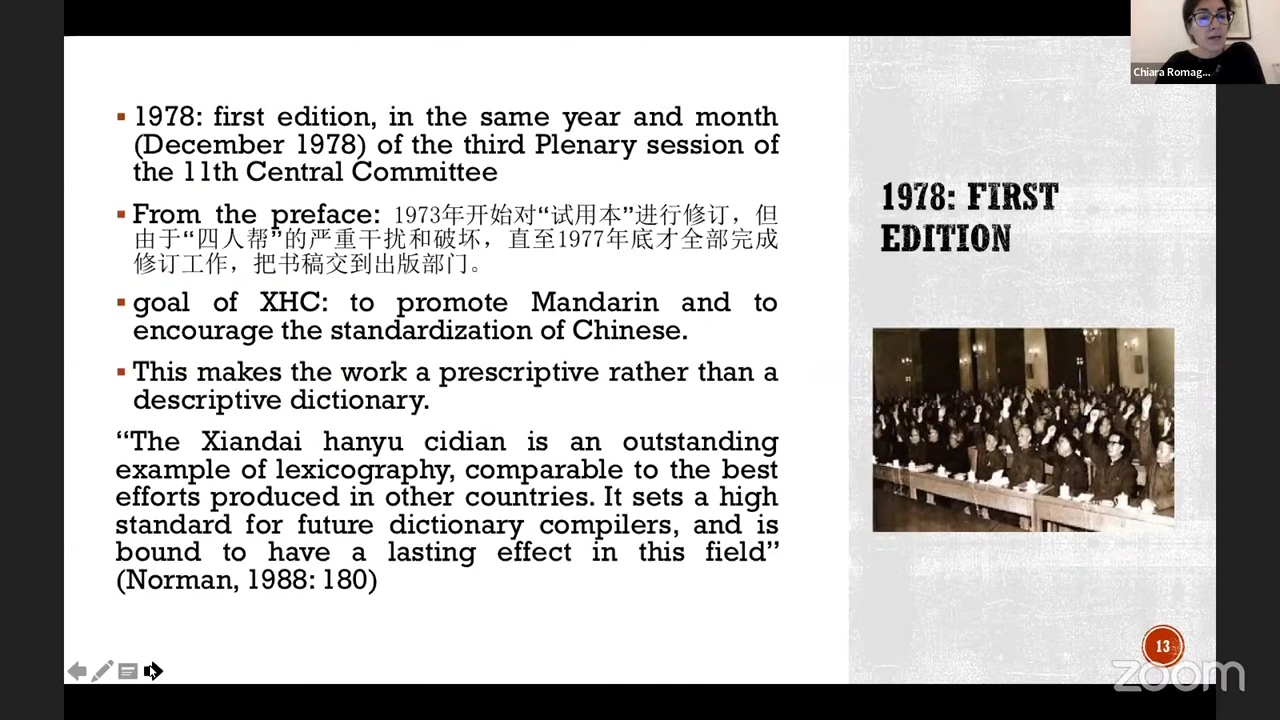 Chiara Romag...
▪ 1978: first edition, in the same year and month
(December 1978) of the third Plenary session of
the 11th Central Committee
▪ From the preface: 1973年开始对“试用本”进行修订，但
由于“四人帮”的严重干扰和破坏，直至1977年底才全部完成
修订工作，把书稿交到出版部门。
▪ goal of XHC: to promote Mandarin and to
encourage the standardization of Chinese.
▪ This makes the work a prescriptive rather than a
descriptive dictionary.
“The Xiandai hanyu cidian is an outstanding
example of lexicography, comparable to the best
efforts produced in other countries. It sets a high
standard for future dictionary compilers, and is
bound to have a lasting effect in this field”
(Norman, 1988: 180)
1978: FIRST
EDITION
13
zoom